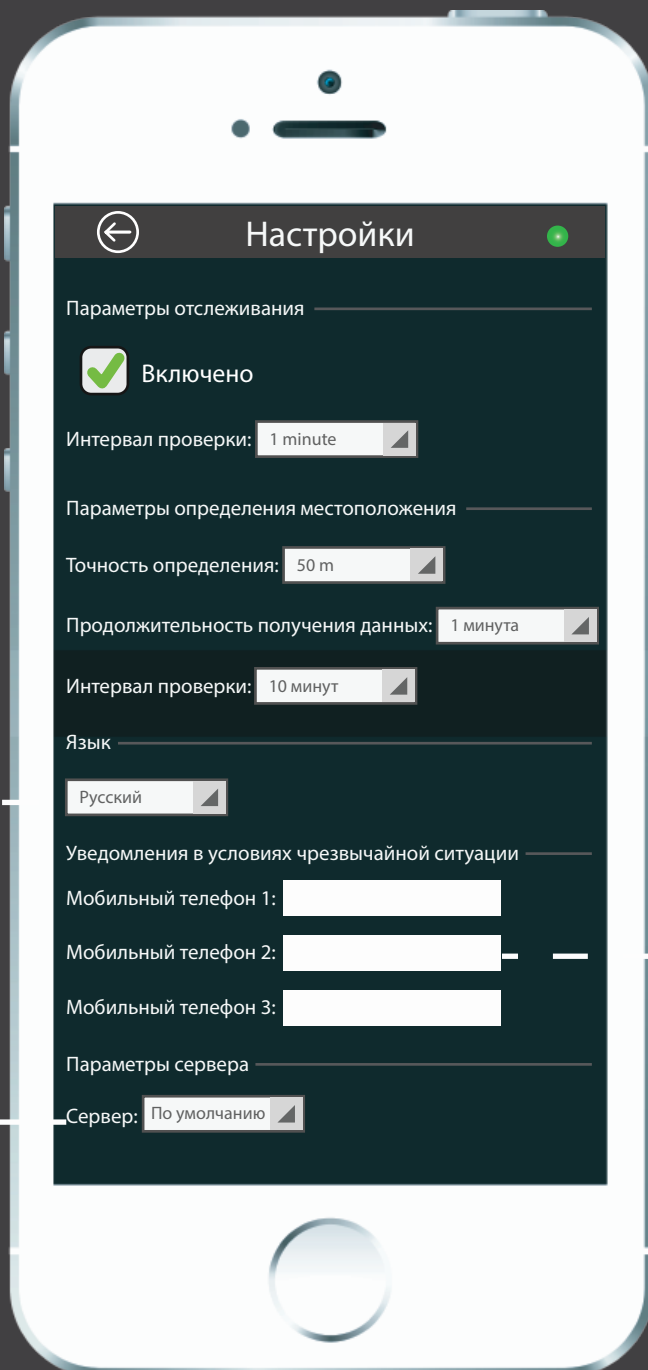 Настройки
Параметры отслеживания
Включено
Интервал проверки: 1 minute
Параметры определения местоположения
Точность определения: 50 m
Продолжительность получения данных: 1 минута
Интервал проверки: 10 минут
Язык
Русский
Уведомления в условиях чрезвычайной ситуации
Мобильный телефон 1:
Мобильный телефон 2:
Мобильный телефон 3:
Параметры сервера
Сервер: По умолчанию